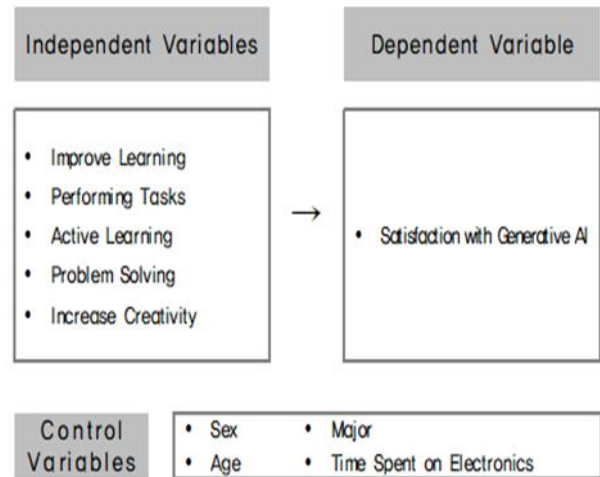 Independent Variables
Dependent Variable
• Improve Learning
• Performing Tasks
• Active Learning
• Problem Solving
• Increase Creativity
→
• Satisfaction with Generative AI
Control
Variables
• Sex • Major
• Age • Time Spent on Electronics